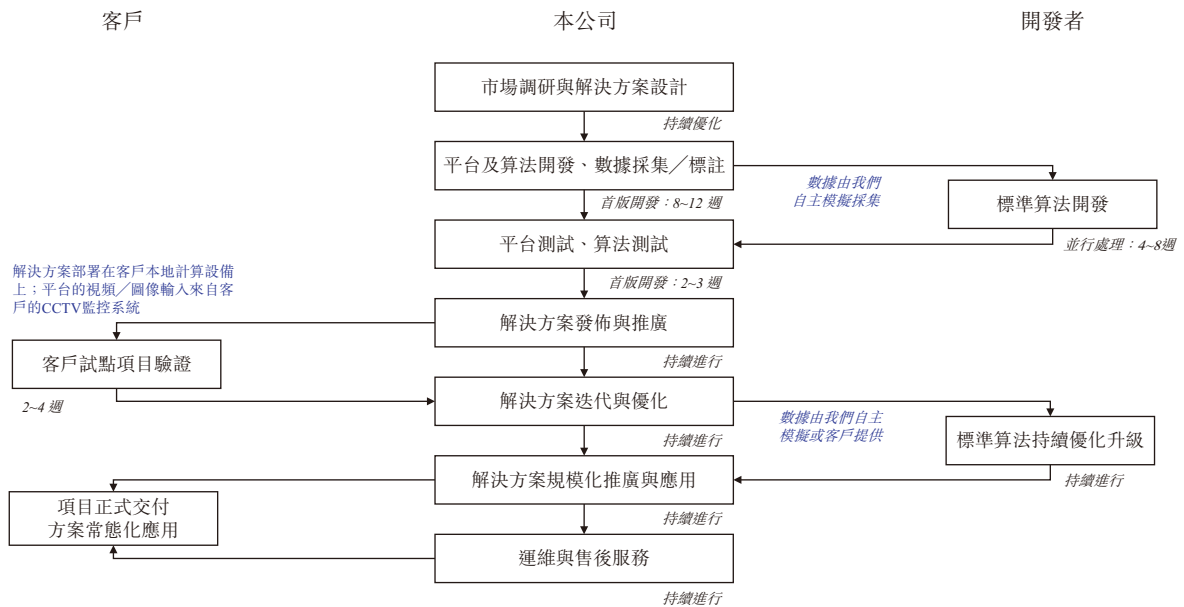 客戶
本公司
開發者
市場調研與解決方案設計
持續優化
平台及算法開發、數據採集／標註
數據由我們
自主模擬採集
標準算法開發
首版開發：8~12 週
平台測試、算法測試
並行處理：4~8週
解決方案部署在客戶本地計算設備
上；平台的視頻／圖像輸入來自客
戶的CCTV監控系統
首版開發：2~3 週
解決方案發佈與推廣
客戶試點項目驗證
持續進行
2~4 週
解決方案迭代與優化
數據由我們自主
模擬或客戶提供
標準算法持續優化升級
持續進行
解決方案規模化推廣與應用
持續進行
項目正式交付
方案常態化應用
持續進行
運維與售後服務
持續進行